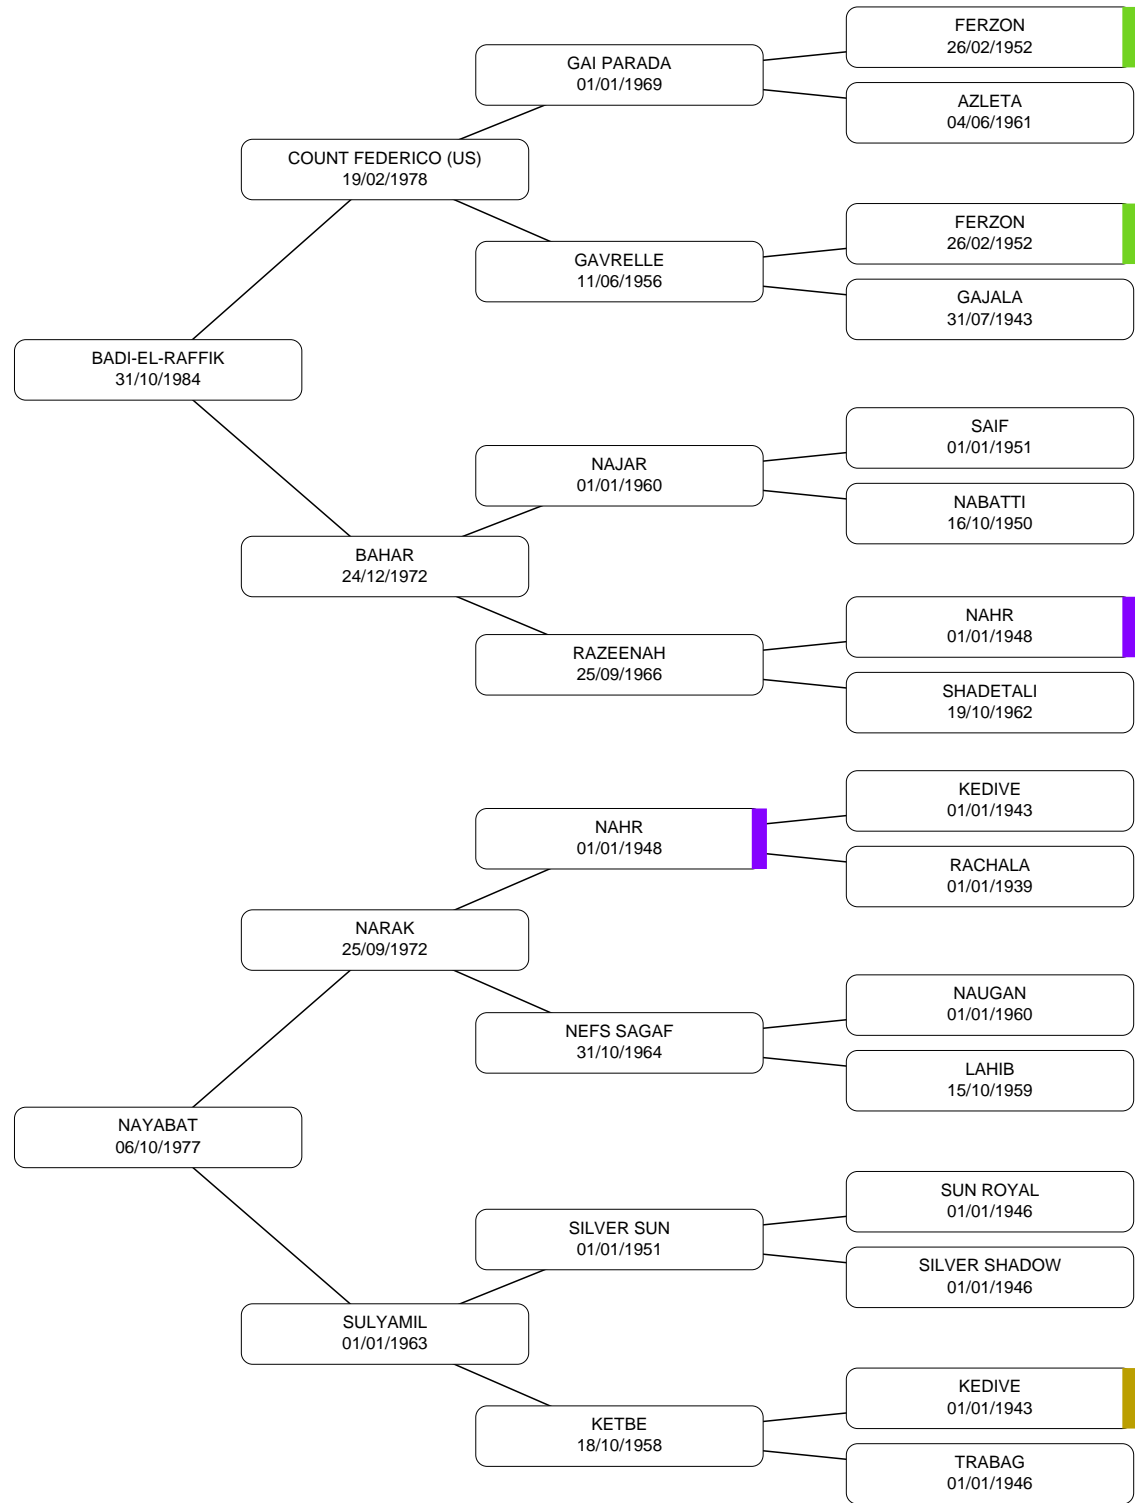 FERZON
26/02/1952
GAI PARADA
01/01/1969
AZLETA
04/06/1961
COUNT FEDERICO (US)
19/02/1978
FERZON
26/02/1952
GAVRELLE
11/06/1956
GAJALA
31/07/1943
BADI-EL-RAFFIK
31/10/1984
SAIF
01/01/1951
NAJAR
01/01/1960
NABATTI
16/10/1950
BAHAR
24/12/1972
NAHR
01/01/1948
RAZEENAH
25/09/1966
SHADETALI
19/10/1962
KEDIVE
01/01/1943
NAHR
01/01/1948
RACHALA
01/01/1939
NARAK
25/09/1972
NAUGAN
01/01/1960
NEFS SAGAF
31/10/1964
LAHIB
15/10/1959
NAYABAT
06/10/1977
SUN ROYAL
01/01/1946
SILVER SUN
01/01/1951
SILVER SHADOW
01/01/1946
SULYAMIL
01/01/1963
KEDIVE
01/01/1943
KETBE
18/10/1958
TRABAG
01/01/1946